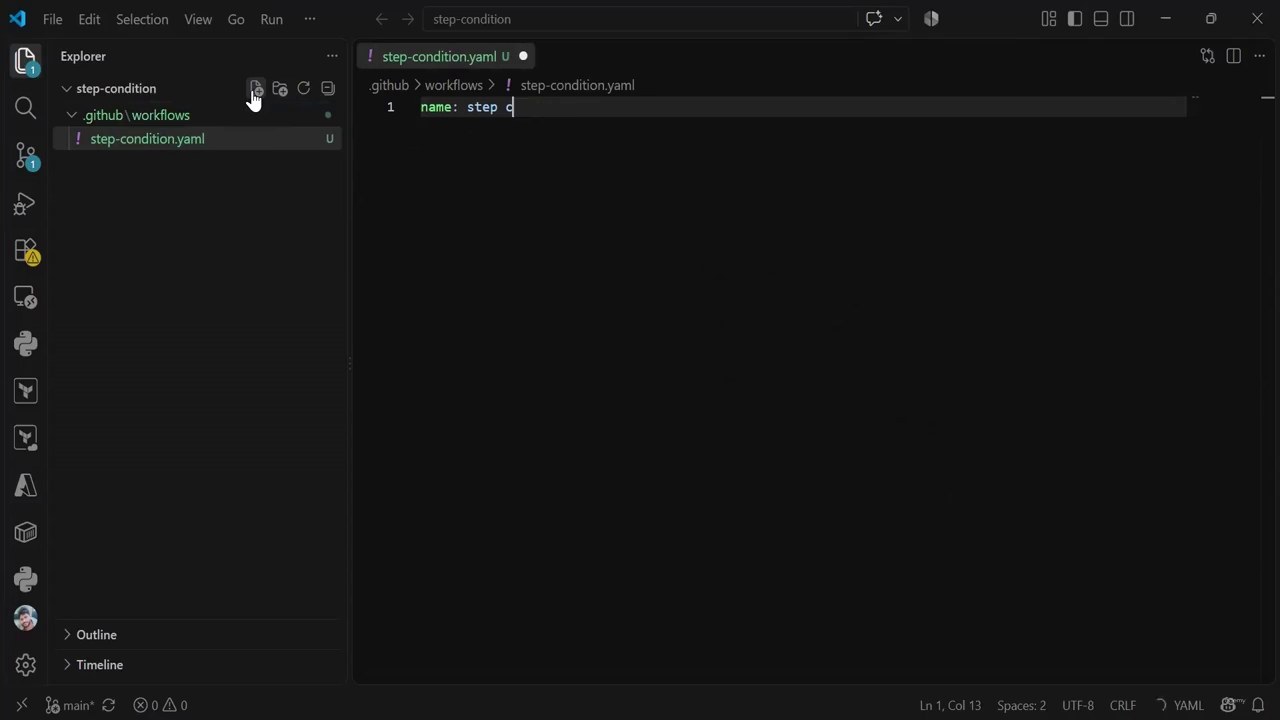 File Edit Selection View Go Run ···
step-condition
Explorer
step-condition
.github\workflows
step-condition.yaml U
step-condition.yaml U
.github > workflows > ! step-condition.yaml
1 name: step c
Outline
Timeline
main* 0 0
Ln 1, Col 13 Spaces: 2 UTF-8 CRLF YAML
1
1